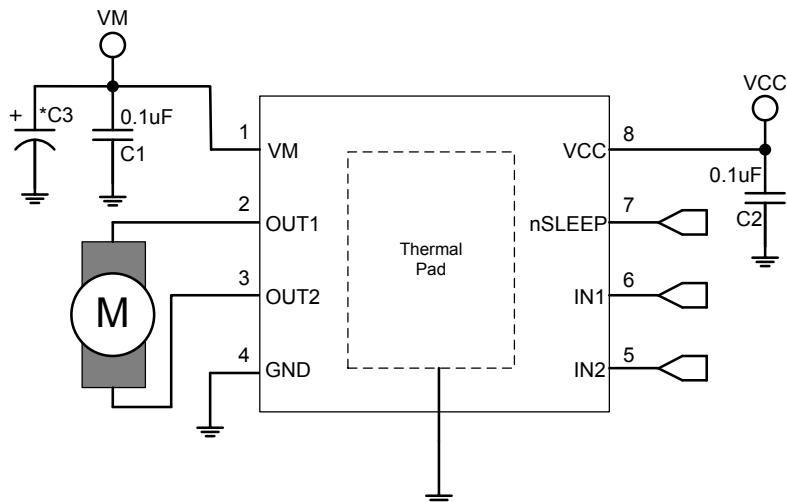 VM
VCC
+ *C3
0.1uF
C1
1
VM
8
VCC
0.1uF
C2
2
OUT1
7
nSLEEP
Thermal
Pad
3
OUT2
6
IN1
M
4
GND
5
IN2